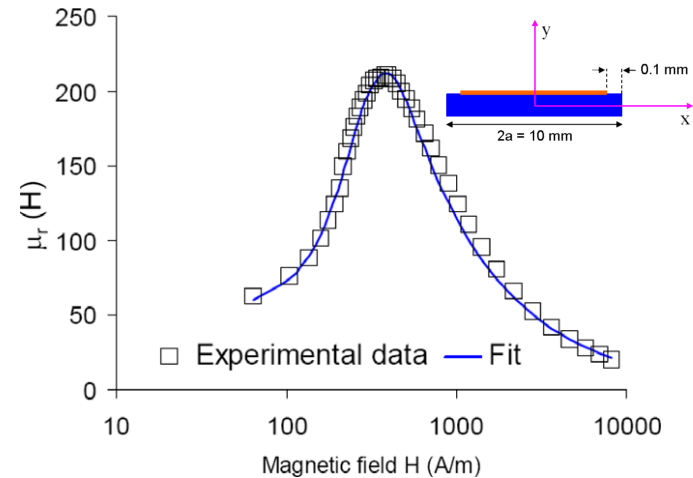 250
200
150
100
50
0
μr (H)
10
100
1000
10000
Magnetic field H (A/m)
Experimental data
Fit
y
x
0.1 mm
2a = 10 mm